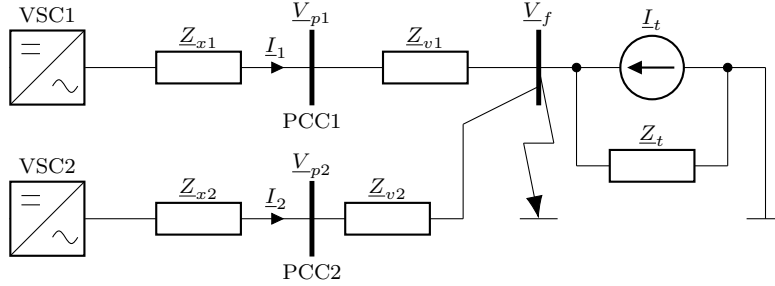 VSC1
Z_x1
I_1
V_p1
Z_v1
V_f
I_t
PCC1
Z_t
VSC2
Z_x2
I_2
V_p2
Z_v2
PCC2